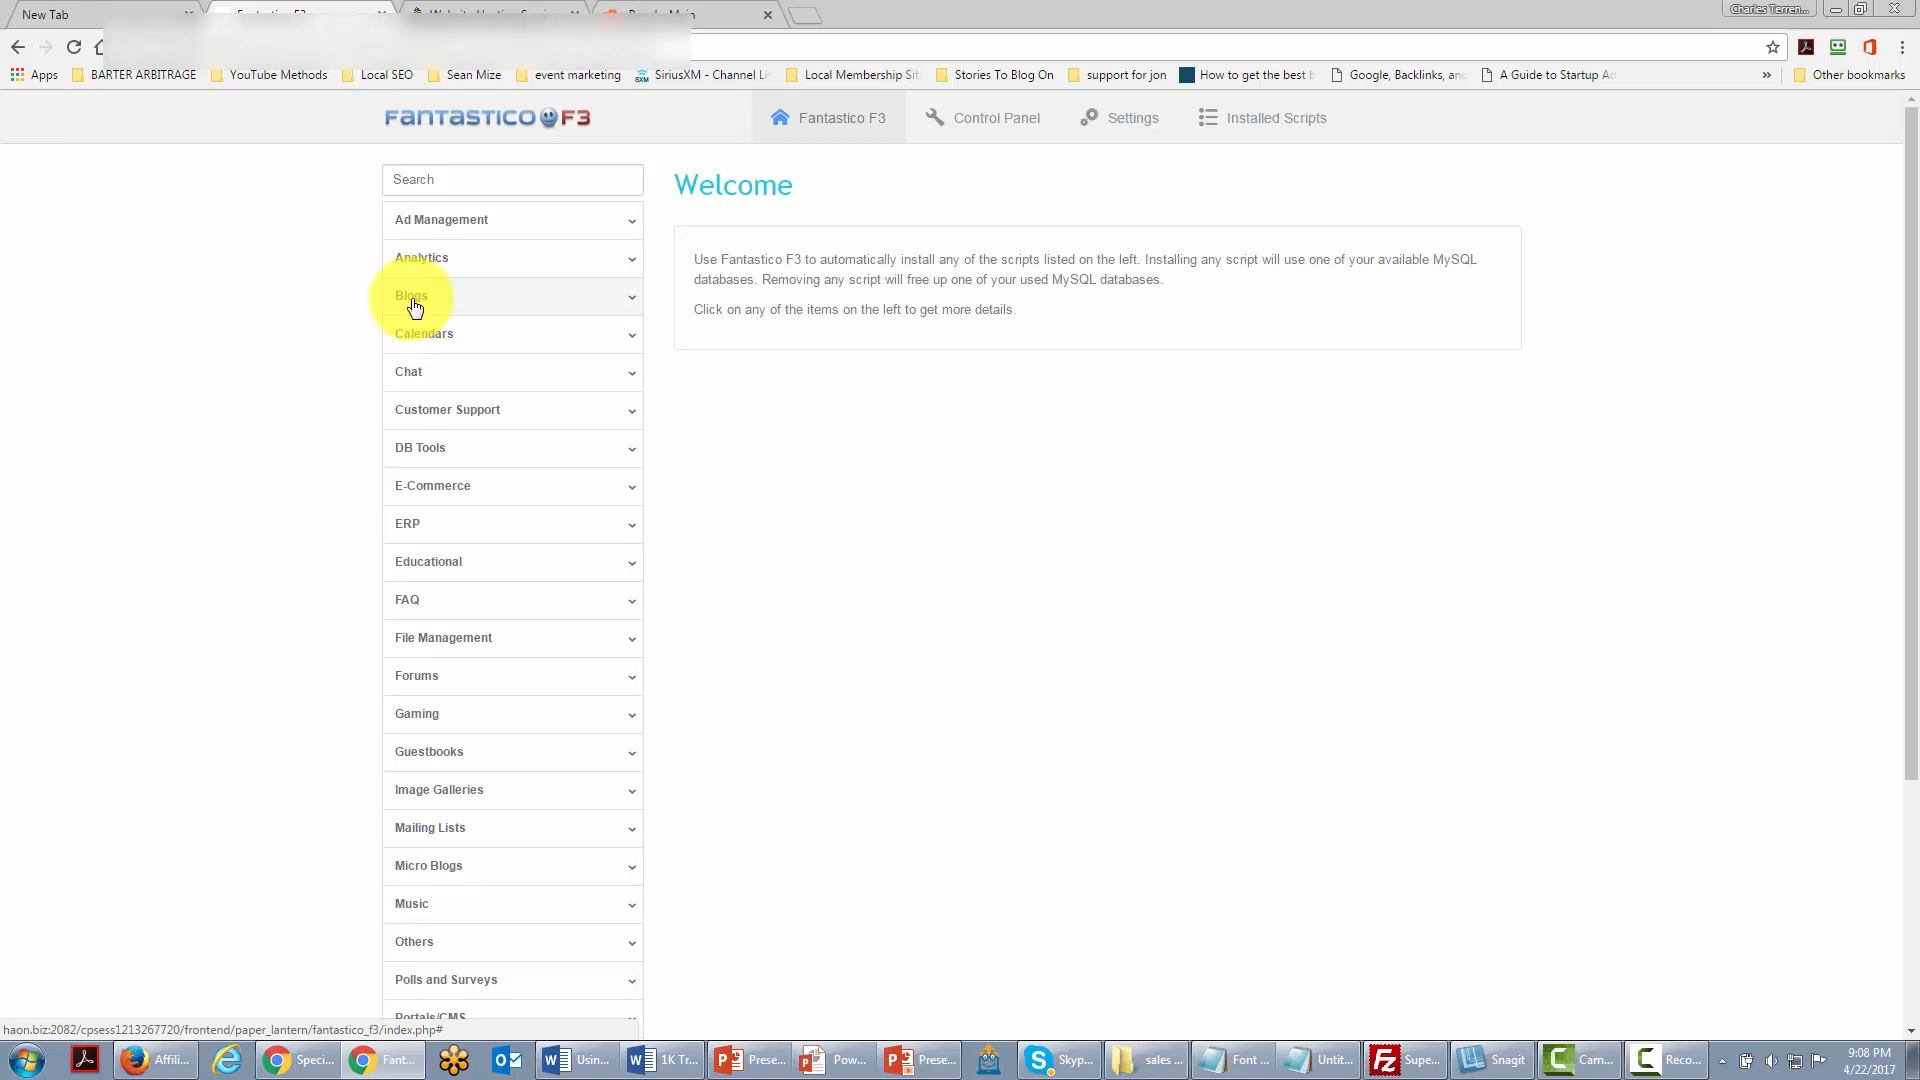 New Tab
Charles Terren...
Apps BARTER ARBITRAGE YouTube Methods Local SEO Sean Mize event marketing SiriusXM - Channel Li Local Membership Sit Stories To Blog On support for jon How to get the best b Google, Backlinks, and A Guide to Startup Ad » Other bookmarks
FANTASTICO F3 Fantastico F3 Control Panel Settings Installed Scripts
Search
Welcome
Ad Management
Analytics
Use Fantastico F3 to automatically install any of the scripts listed on the left. Installing any script will use one of your available MySQL
databases. Removing any script will free up one of your used MySQL databases.
Blogs
Click on any of the items on the left to get more details.
Calendars
Chat
Customer Support
DB Tools
E-Commerce
ERP
Educational
FAQ
File Management
Forums
Gaming
Guestbooks
Image Galleries
Mailing Lists
Micro Blogs
Music
Others
Polls and Surveys
Portals/CMS
haon.biz:2082/cpsess1213267720/frontend/paper_lantern/fantastico_f3/index.php#
Affili... Speci... Fant... Usin... 1K Tr... Prese... Pow... Prese... Skyp... sales ... Font ... Untit... Supe... Snagit Cam... Reco... 9:08 PM
4/22/2017